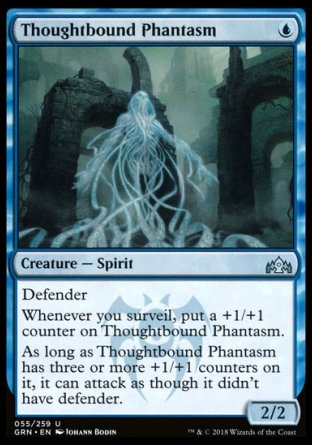 Thoughtbound Phantasm
Creature — Spirit
Defender
Whenever you surveil, put a +1/+1
counter on Thoughtbound Phantasm.
As long as Thoughtbound Phantasm
has three or more +1/+1 counters on
it, it can attack as though it didn't
have defender.
2/2
055/259 U
GRN • EN Johann Bodin
™ & © 2018 Wizards of the Coast